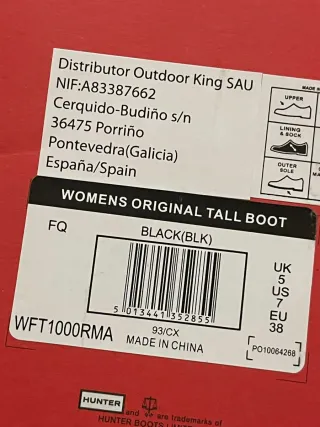 Distributor Outdoor King SAU
NIF:A83387662
Cerquido-Budiño s/n
36475 Porriño
Pontevedra(Galicia)
España/Spain
MADE
UPPER
LINING
& SOCK
OUTER
SOLE
WOMENS ORIGINAL TALL BOOT
FQ
BLACK(BLK)
UK
5
US
7
EU
38
5 013441 352855
WFT1000RMA
93/CX
MADE IN CHINA
PO10064268
HUNTER
and
are trademarks of
HUNTER BOOTS